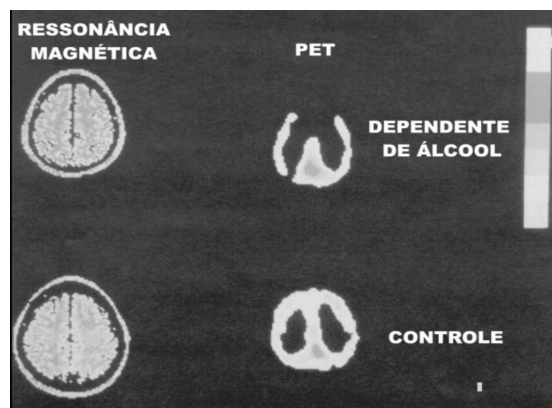 RESSONÂNCIA
MAGNÉTICA
PET
DEPENDENTE
DE ÁLCOOL
CONTROLE